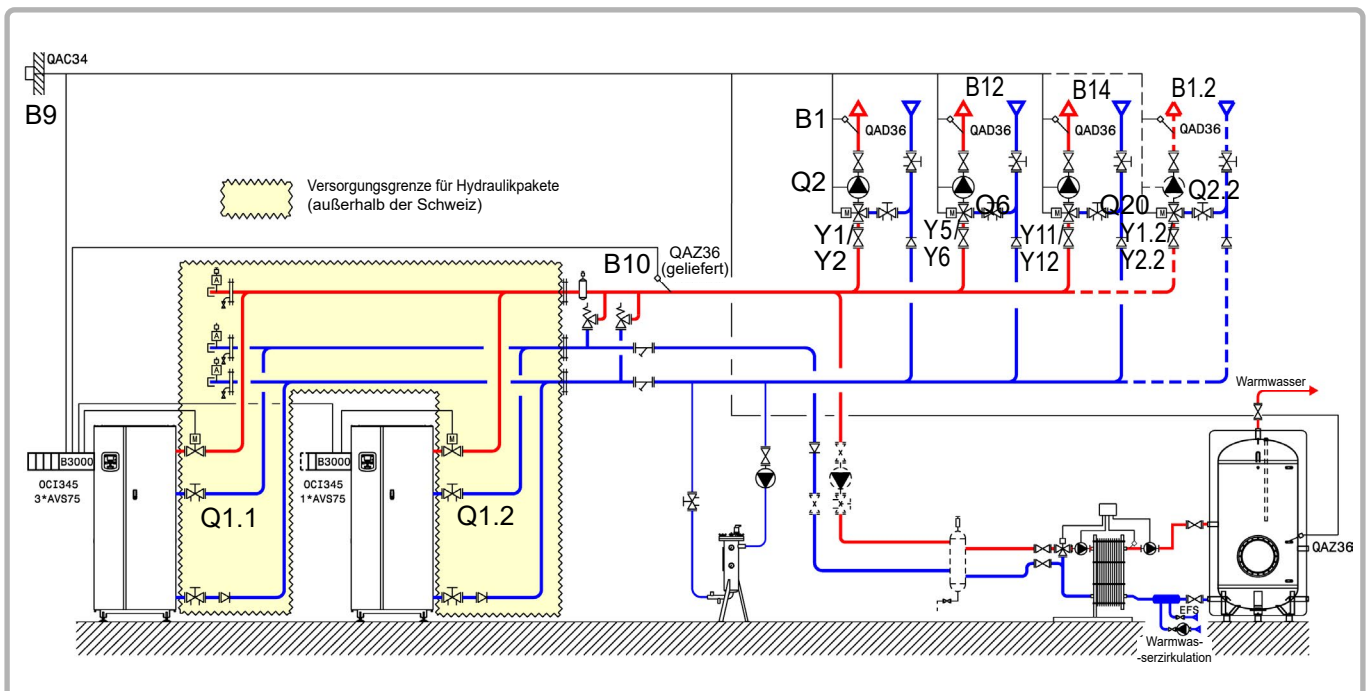 QAC34
B9
B12
B14
B1.2
B1
QAD36
QAD36
QAD36
QAD36
Versorgungsgrenze für Hydraulikpakete
(außerhalb der Schweiz)
Q2
Q6
Q20
Q2.2
M
M
M
M
Y1/
Y2
Y5/
Y6
Y11/
Y12
Y1.2/
Y2.2
B10
QAZ36
(geliefert)
A
A
A
Warmwasser
M
M
B3000
OCI345
3*AVS75
B3000
OCI345
1*AVS75
Q1.1
Q1.2
QAZ36
EFS
Warmwas-
-serzirkulation